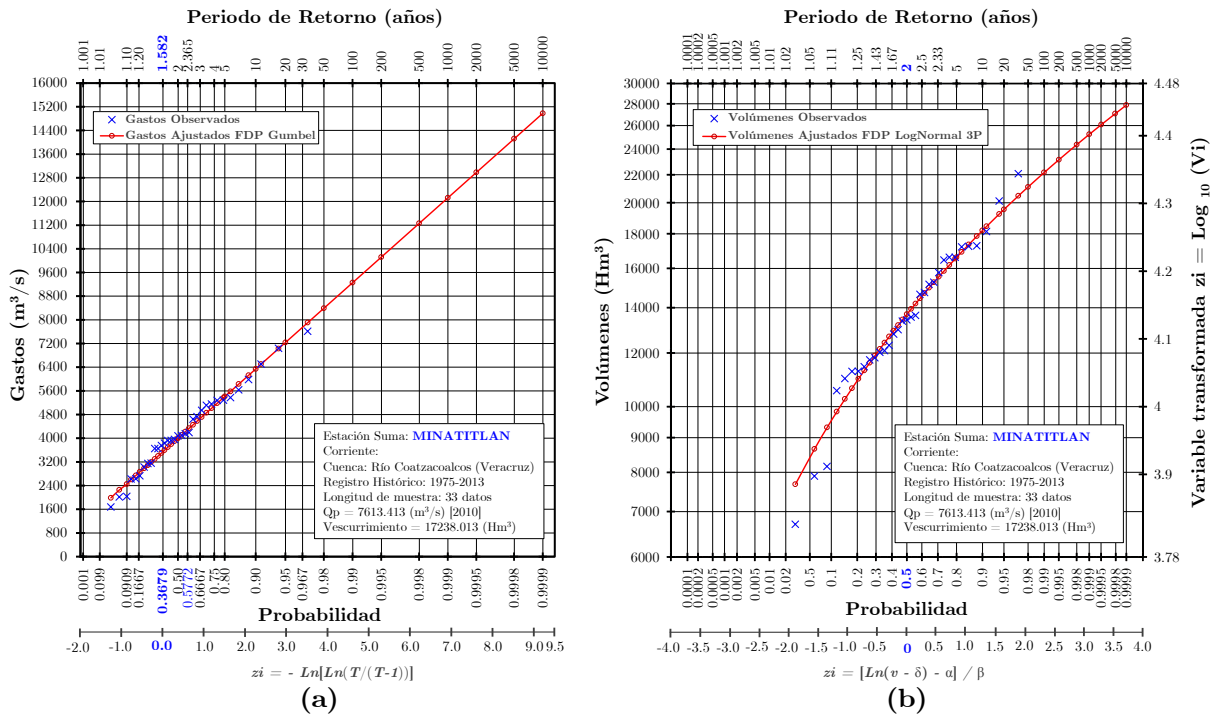 Periodo de Retorno (años)
1.001 1.01 1.10 1.20 1.582 2 2.365 3 4 5 10 20 30 50 100 200 500 1000 2000 5000 10000
16000
15200
14400
13600
12800
12000
11200
10400
9600
8800
8000
7200
6400
5600
4800
4000
3200
2400
1600
800
0
Gastos (m³/s)
Gastos Observados
Gastos Ajustados FDP Gumbel
Estación Suma: MINATITLAN
Corriente:
Cuenca: Río Coatzacoalcos (Veracruz)
Registro Histórico: 1975-2013
Longitud de muestra: 33 datos
Qp = 7613.413 (m³/s) [2010]
Vescurrimiento = 17238.013 (Hm³)
0.001 0.0099 0.0909 0.1667 0.3679 0.50 0.5772 0.6667 0.75 0.80 0.90 0.95 0.967 0.98 0.99 0.995 0.998 0.999 0.9995 0.9998 0.9999
Probabilidad
-2.0 -1.0 0.0 1.0 2.0 3.0 4.0 5.0 6.0 7.0 8.0 9.0 9.5
zi = - Ln[Ln(T/(T-1))]
(a)
Periodo de Retorno (años)
1.0001 1.0002 1.0005 1.001 1.002 1.005 1.01 1.02 1.05 1.11 1.25 1.43 1.67 2 2.5 2.33 5 10 20 50 100 200 500 1000 2000 5000 10000
30000
28000
26000
24000
22000
20000
18000
16000
14000
12000
10000
9000
8000
7000
6000
Volúmenes (Hm³)
Volúmenes Observados
Volúmenes Ajustados FDP LogNormal 3P
Estación Suma: MINATITLAN
Corriente:
Cuenca: Río Coatzacoalcos (Veracruz)
Registro Histórico: 1975-2013
Longitud de muestra: 33 datos
Qp = 7613.413 (m³/s) [2010]
Vescurrimiento = 17238.013 (Hm³)
4.48
4.4
4.3
4.2
4.1
4
3.9
3.78
Variable transformada zi = Log 10 (Vi)
0.0001 0.0002 0.0005 0.001 0.002 0.005 0.01 0.02 0.05 0.1 0.2 0.3 0.4 0.5 0.6 0.7 0.8 0.9 0.95 0.98 0.99 0.995 0.998 0.999 0.9995 0.9999
Probabilidad
-4.0 -3.5 -3.0 -2.5 -2.0 -1.5 -1.0 -0.5 0 0.5 1.0 1.5 2.0 2.5 3.0 3.5 4.0
zi = [Ln(v - δ) - α] / β
(b)